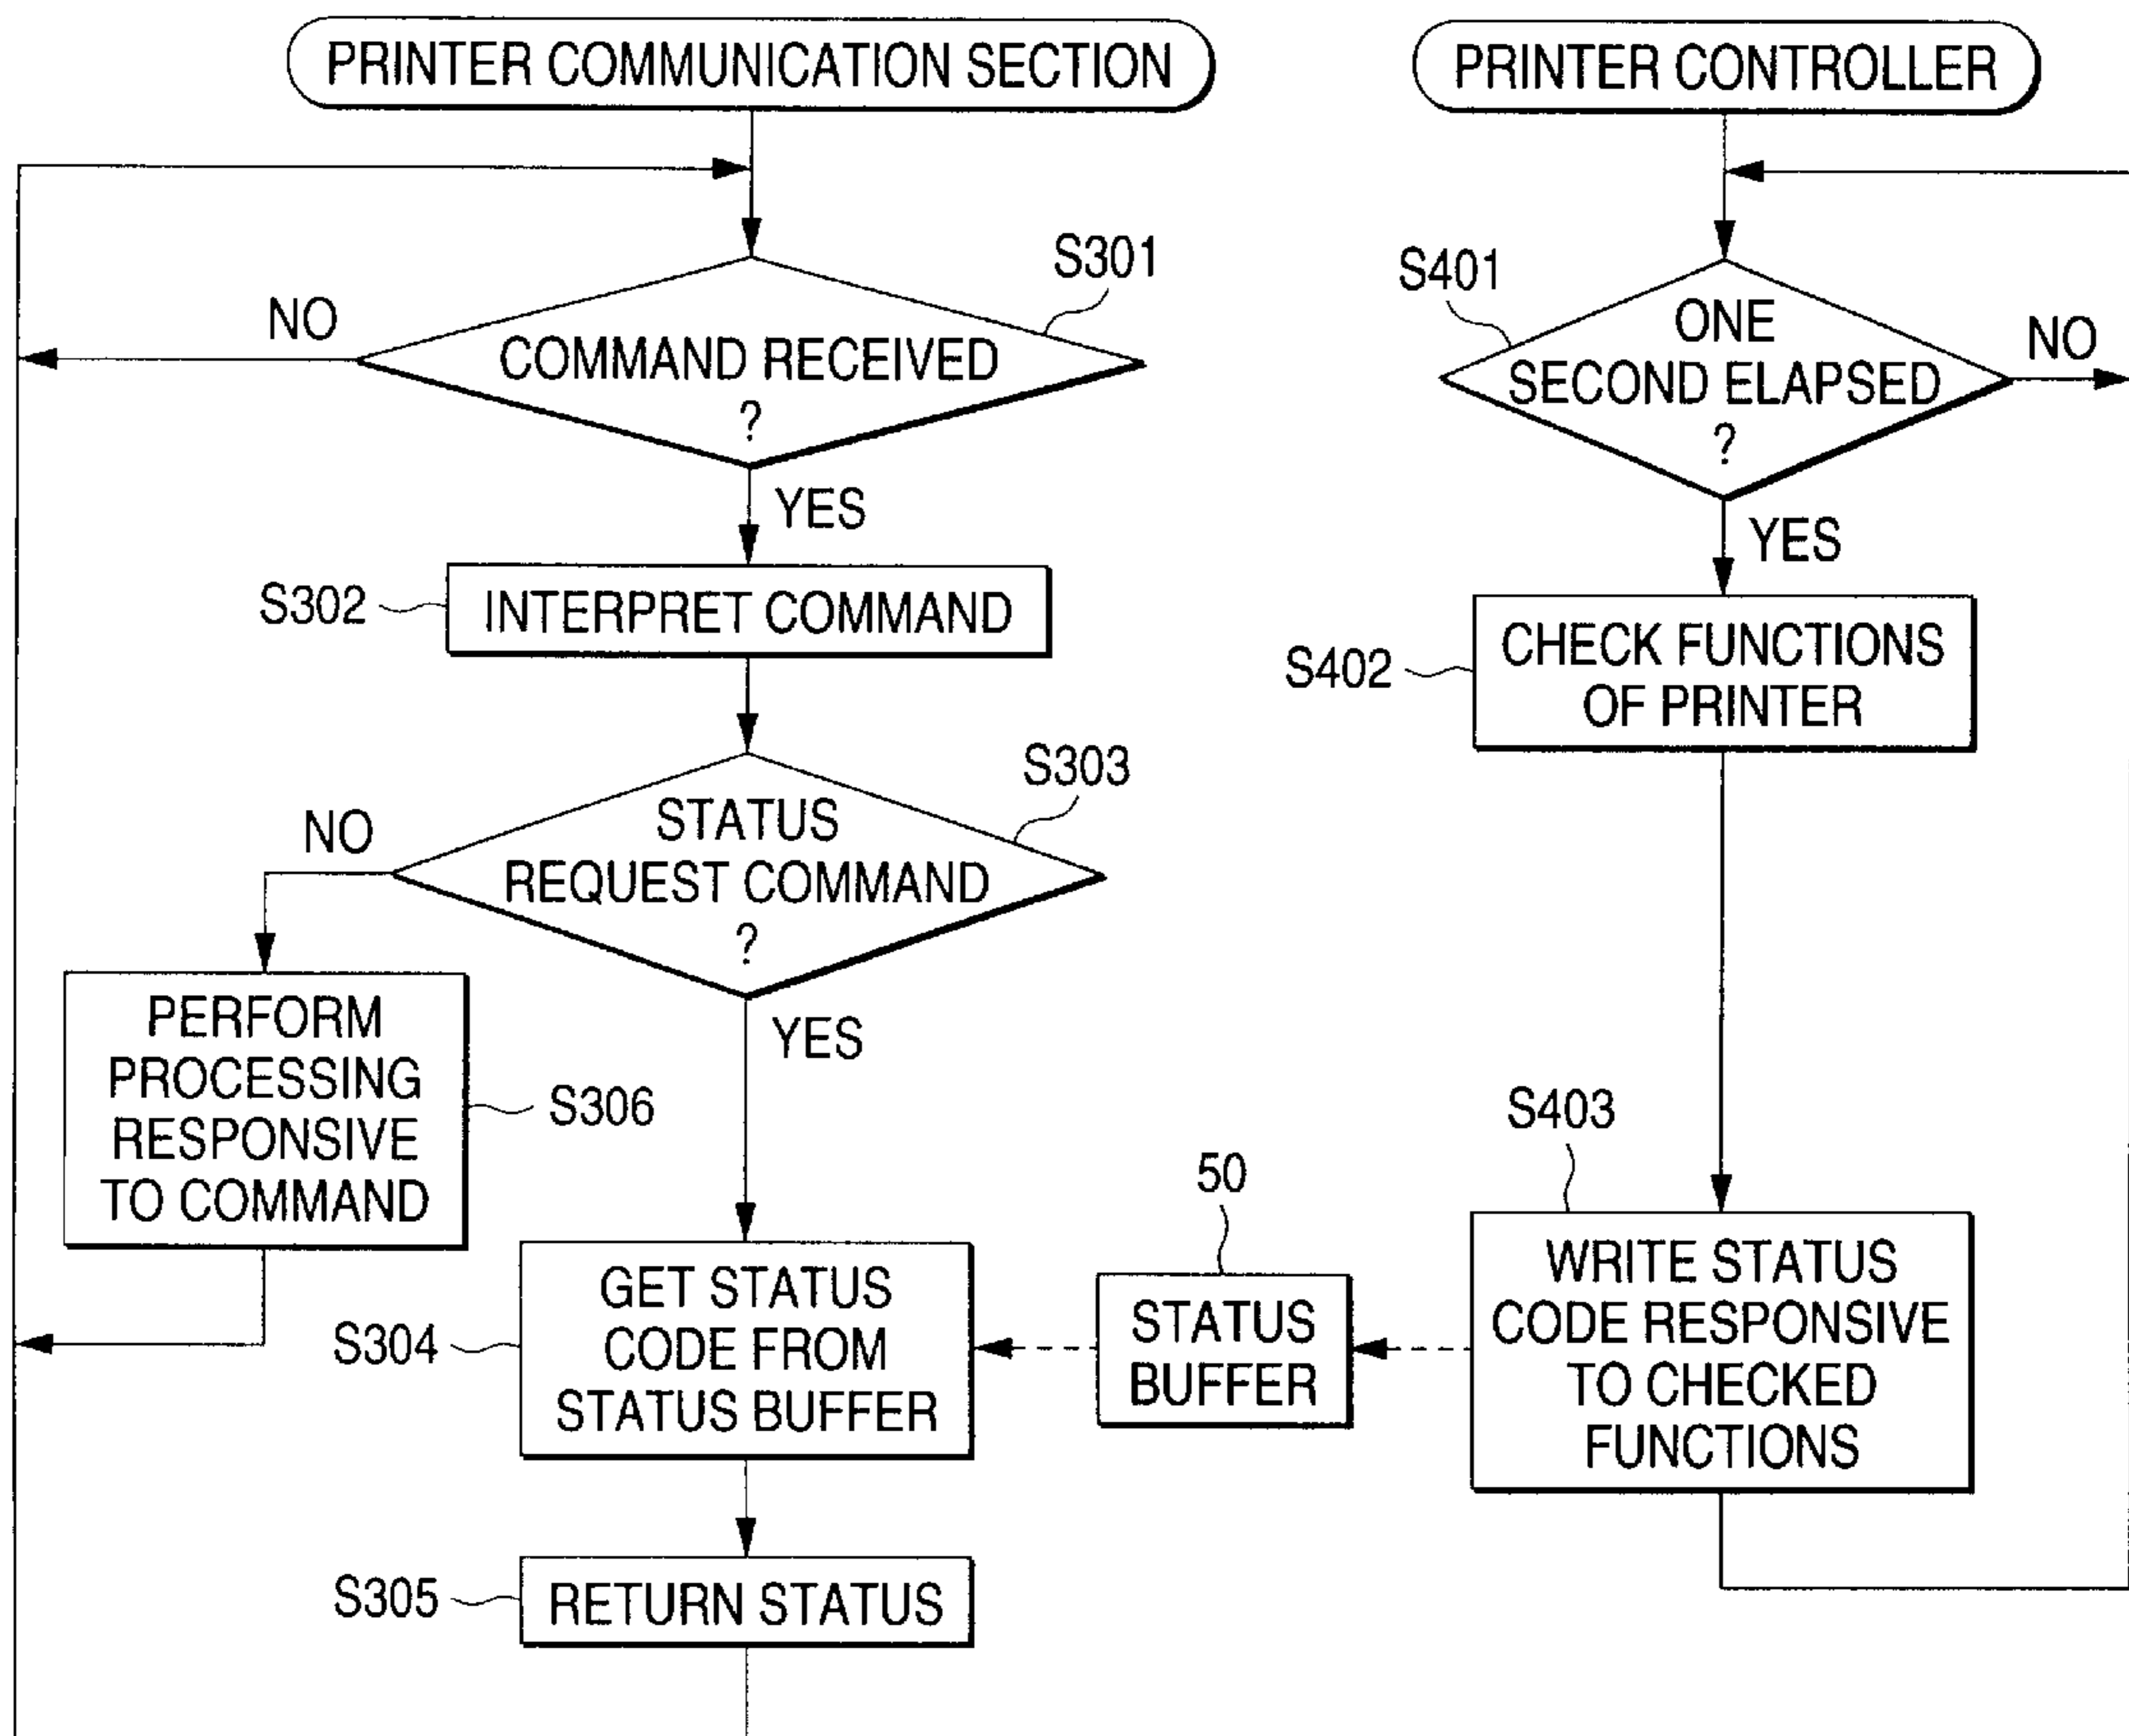 PRINTER COMMUNICATION SECTION
S301
NO
COMMAND RECEIVED
?
YES
S302
INTERPRET COMMAND
S303
NO
STATUS
REQUEST COMMAND
?
YES
PERFORM
PROCESSING
RESPONSIVE
TO COMMAND
S306
S304
GET STATUS
CODE FROM
STATUS BUFFER
S305
RETURN STATUS
50
STATUS
BUFFER
PRINTER CONTROLLER
S401
ONE
SECOND ELAPSED
?
NO
YES
S402
CHECK FUNCTIONS
OF PRINTER
S403
WRITE STATUS
CODE RESPONSIVE
TO CHECKED
FUNCTIONS